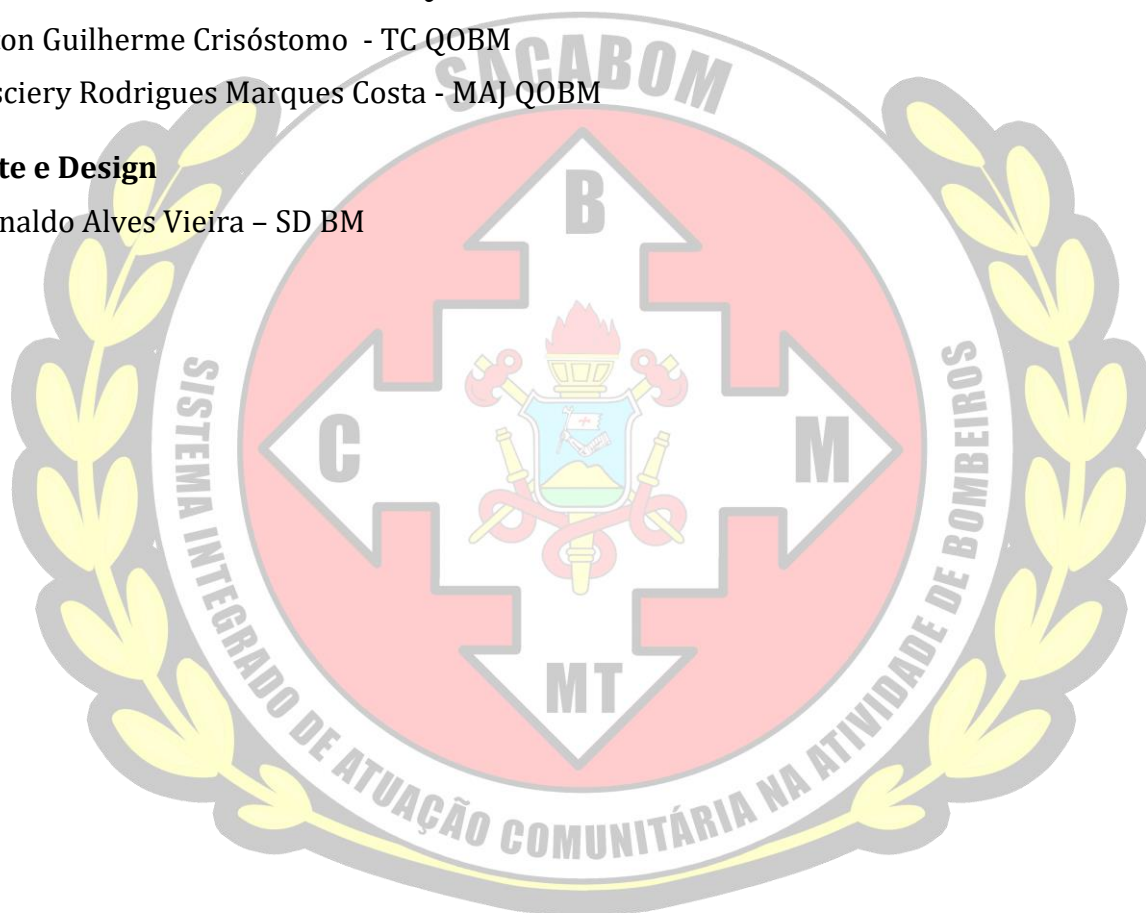 ton Guilherme Crisóstomo - TC QOBM
sciery Rodrigues Marques Costa - MAJ QOBM
te e Design
naldo Alves Vieira – SD BM
SACABOM
B
C
M
MT
SISTEMA INTEGRADO DE ATUAÇÃO COMUNITÁRIA NA ATIVIDADE DE BOMBEIROS